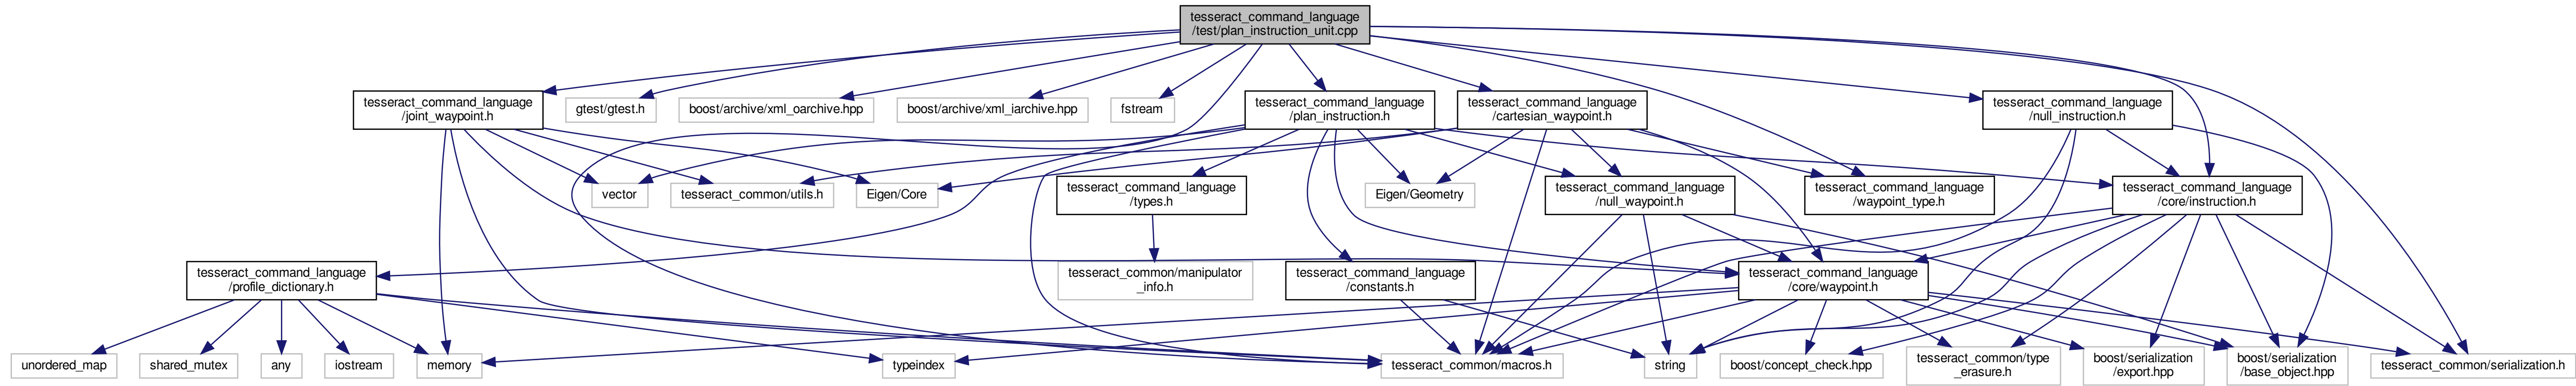 tesseract_command_language
/test/plan_instruction_unit.cpp
tesseract_command_language
/joint_waypoint.h
gtest/gtest.h
boost/archive/xml_oarchive.hpp
boost/archive/xml_iarchive.hpp
fstream
tesseract_command_language
/plan_instruction.h
tesseract_command_language
/cartesian_waypoint.h
tesseract_command_language
/null_instruction.h
vector
tesseract_common/utils.h
Eigen/Core
tesseract_command_language
/types.h
Eigen/Geometry
tesseract_command_language
/null_waypoint.h
tesseract_command_language
/waypoint_type.h
tesseract_command_language
/core/instruction.h
tesseract_command_language
/profile_dictionary.h
tesseract_common/manipulator
_info.h
tesseract_command_language
/constants.h
tesseract_command_language
/core/waypoint.h
unordered_map
shared_mutex
any
iostream
memory
typeindex
tesseract_common/macros.h
string
boost/concept_check.hpp
tesseract_common/type
_erasure.h
boost/serialization
/export.hpp
boost/serialization
/base_object.hpp
tesseract_common/serialization.h